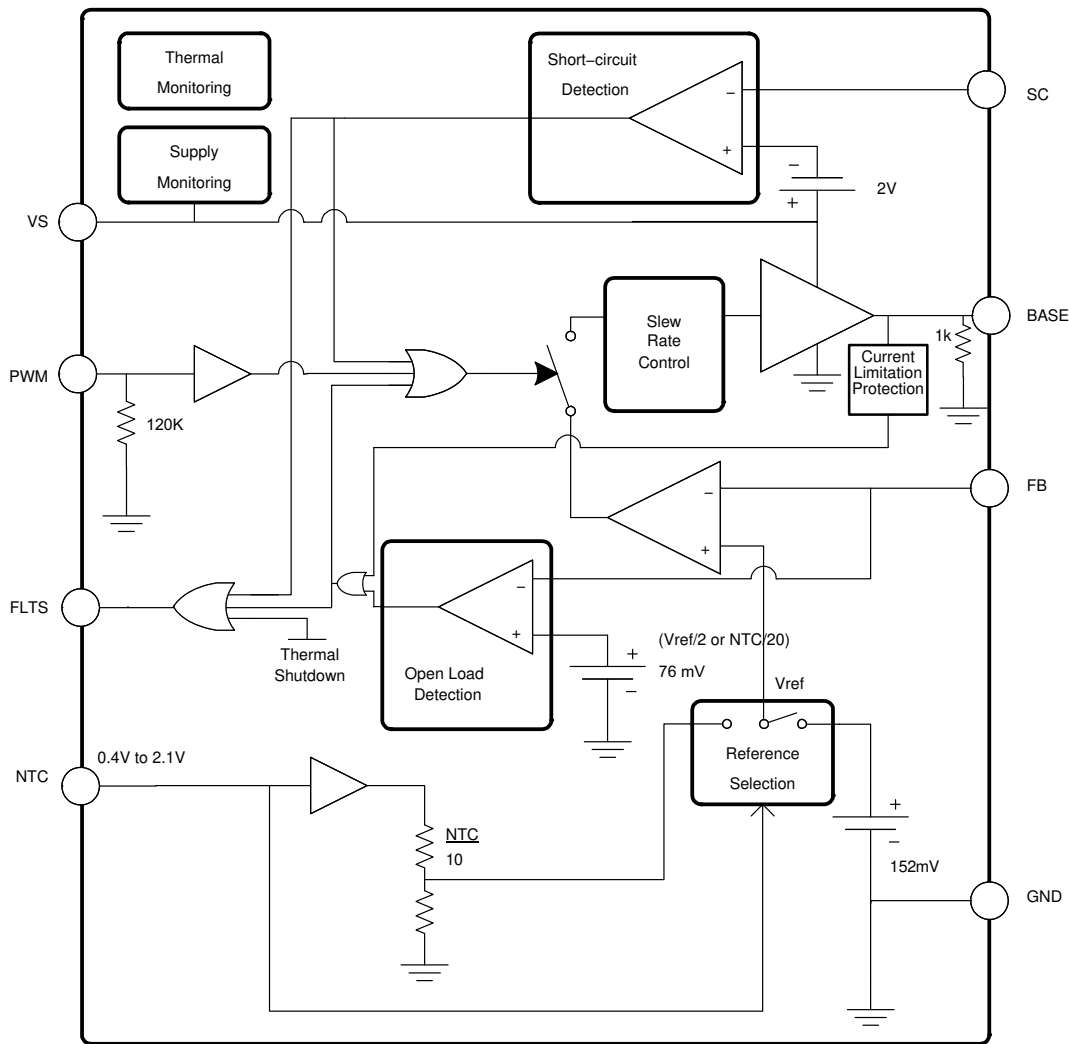 Thermal
Monitoring
Short−circuit
Detection
−
+
SC
Supply
Monitoring
−
+
2V
VS
Slew
Rate
Control
BASE
1k
Current
Limitation
Protection
PWM
120K
FB
−
+
FLTS
Thermal
Shutdown
−
+
Open Load
Detection
(Vref/2 or NTC/20)
+
76 mV
−
Vref
Reference
Selection
NTC
0.4V to 2.1V
NTC
10
+
−
152mV
GND